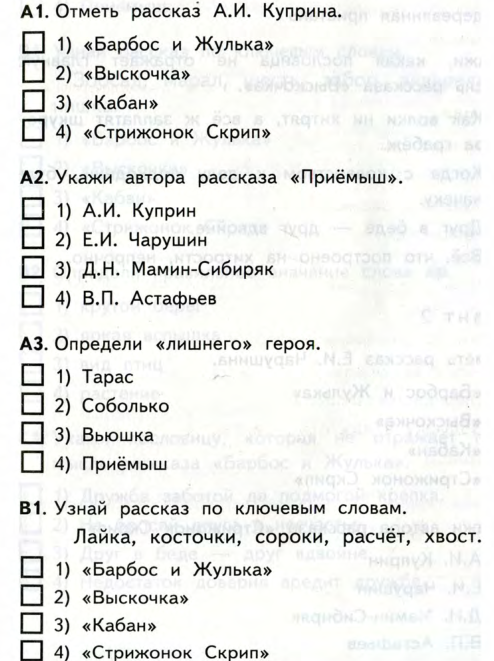 А1. Отметь рассказ А.И. Куприна.
1) «Барбос и Жулька»
2) «Выскочка»
3) «Кабан»
4) «Стрижонок Скрип»
А2. Укажи автора рассказа «Приёмыш».
1) А.И. Куприн
2) Е.И. Чарушин
3) Д.Н. Мамин-Сибиряк
4) В.П. Астафьев
А3. Определи «лишнего» героя.
1) Тарас
2) Соболько
3) Вьюшка
4) Приёмыш
В1. Узнай рассказ по ключевым словам.
Лайка, косточки, сороки, расчёт, хвост.
1) «Барбос и Жулька»
2) «Выскочка»
3) «Кабан»
4) «Стрижонок Скрип»